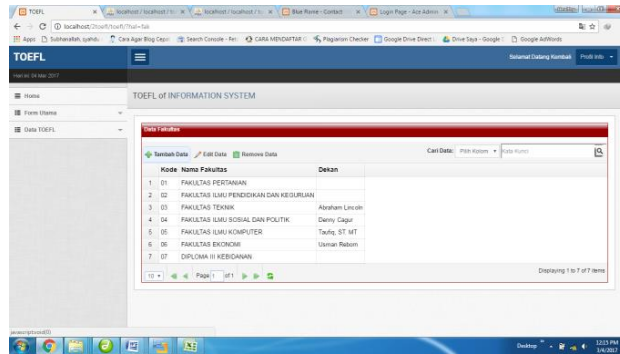 TOEFL
localhost / localhost / tc
localhost / localhost / tc
Blue Rovie - Contact
Login Page - Ace Admin
localhost/2toefl/toefl/?hal=fak
Apps
Subhanallah, syahdu
Cara Agar Blog Cepa
Search Console - Per
CARA MENDAFTAR
Plagiarism Checker
Google Drive Direct L
Drive Saya - Google
Google AdWords
TOEFL
Selamat Datang Kembali
Profil Info
Hari ini: 04 Mar 2017
Home
TOEFL of INFORMATION SYSTEM
Form Utama
Data TOEFL
Data Fakultas
Tambah Data
Edit Data
Remove Data
Cari Data:
Pilih Kolom
Kata Kunci
Kode Nama Fakultas Dekan
1 01 FAKULTAS PERTANIAN
2 02 FAKULTAS ILMU PENDIDIKAN DAN KEGURUAN
3 03 FAKULTAS TEKNIK Abraham Lincoln
4 04 FAKULTAS ILMU SOSIAL DAN POLITIK Denny Cagur
5 05 FAKULTAS ILMU KOMPUTER Taufiq, ST. MT
6 06 FAKULTAS EKONOMI Usman Reborn
7 07 DIPLOMA III KEBIDANAN
10 Page 1 of 1
Displaying 1 to 7 of 7 items
javascript:void(0)
Desktop
12:15 PM
3/4/2017